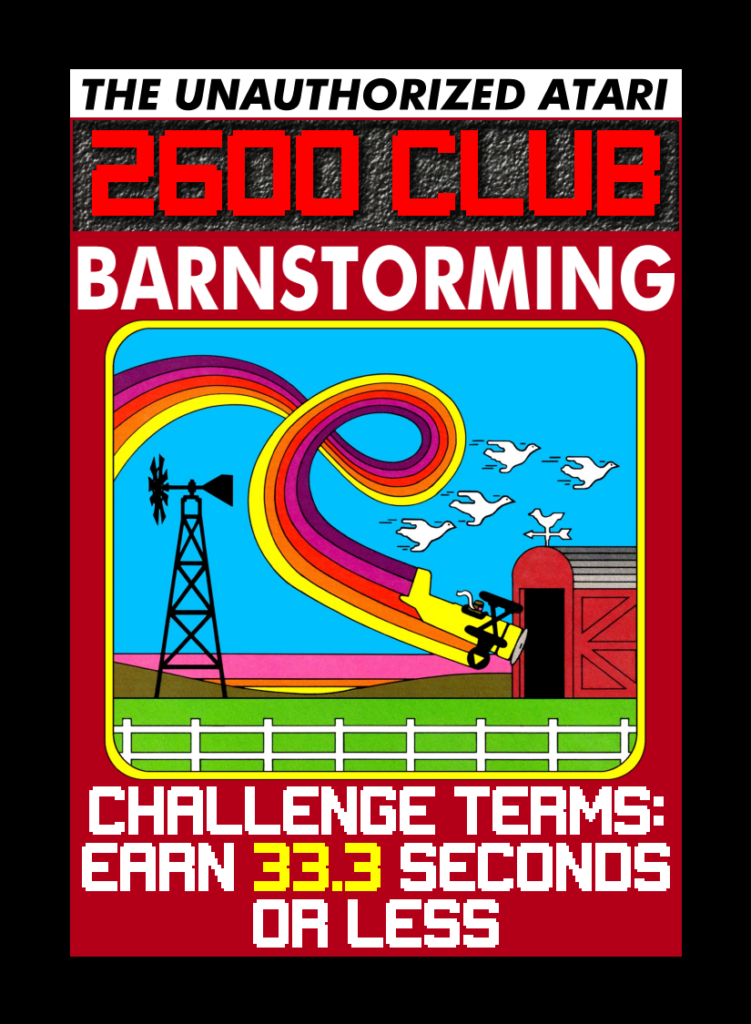 THE UNAUTHORIZED ATARI
2600 CLUB
BARNSTORMING
CHALLENGE TERMS:
EARN 33.3 SECONDS
OR LESS